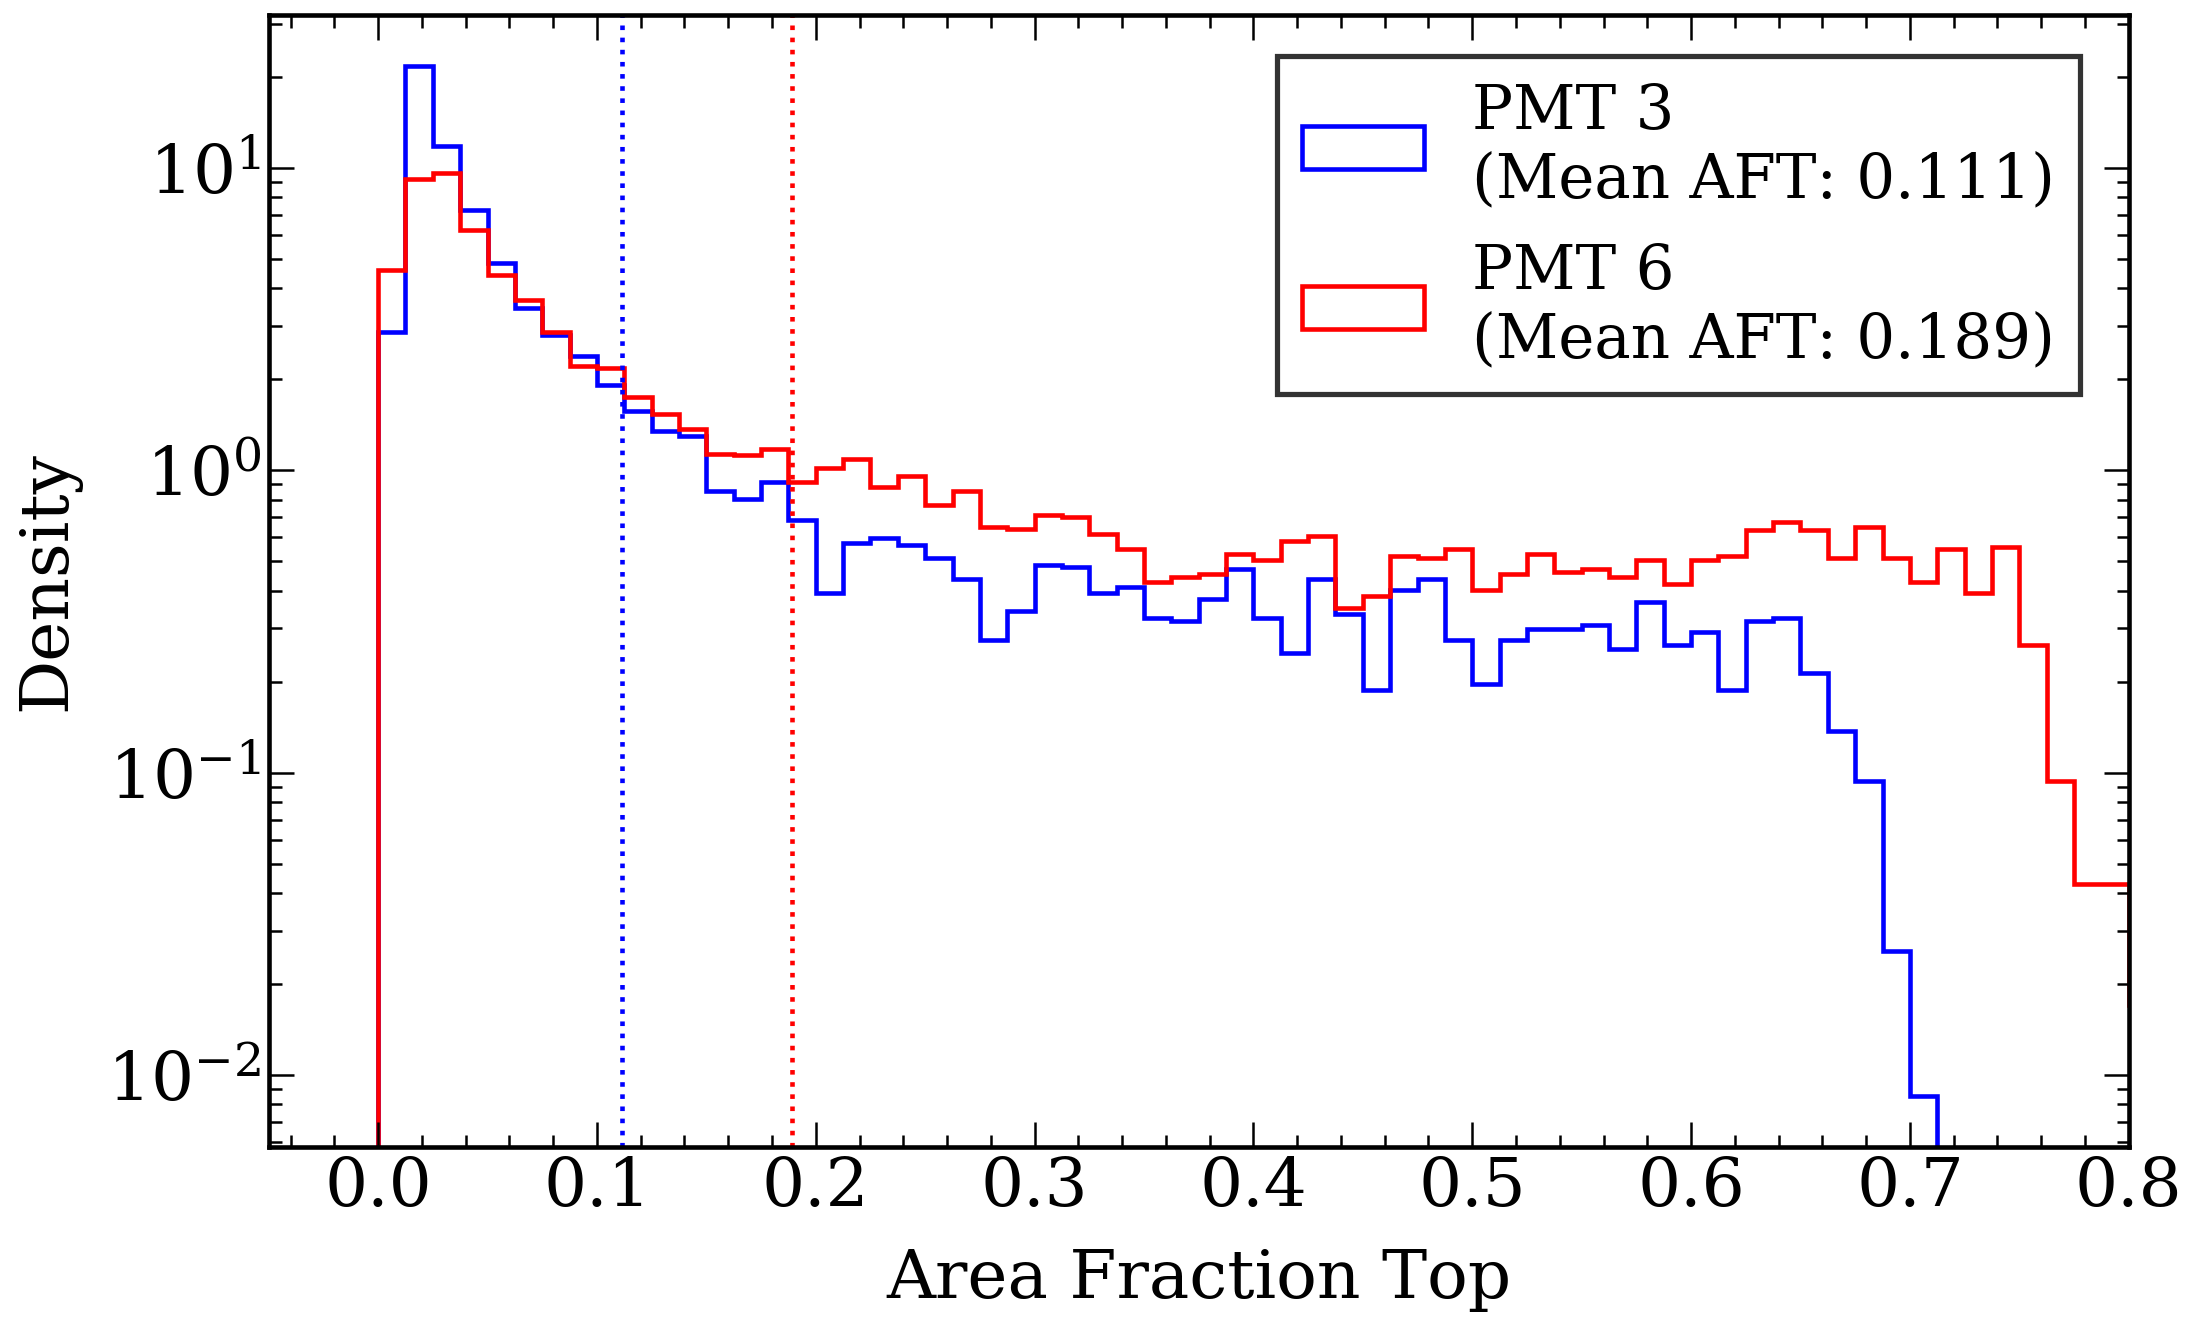 PMT 3
(Mean AFT: 0.111)
PMT 6
(Mean AFT: 0.189)
10¹
10⁰
10⁻¹
10⁻²
Density
0.0 0.1 0.2 0.3 0.4 0.5 0.6 0.7 0.8
Area Fraction Top